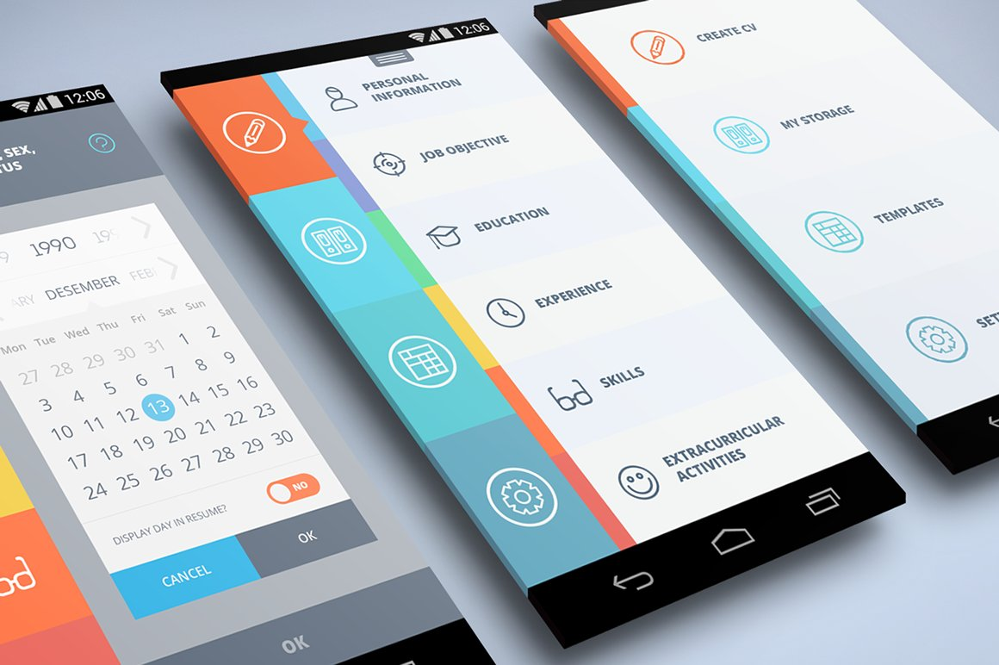 12:06
, SEX,
TUS
?
1990
199
ARY DESEMBER FEB
Mon Tue Wed Thu Fri Sat Sun
27 28 29 30 31 1 2
3 4 5 6 7 8 9
10 11 12 13 14 15 16
17 18 19 20 21 22 23
24 25 26 27 28 29 30
DISPLAY DAY IN RESUME?
NO
CANCEL
OK
OK
12:06
PERSONAL
INFORMATION
JOB OBJECTIVE
EDUCATION
EXPERIENCE
SKILLS
EXTRACURRICULAR
ACTIVITIES
CREATE CV
MY STORAGE
TEMPLATES
SET